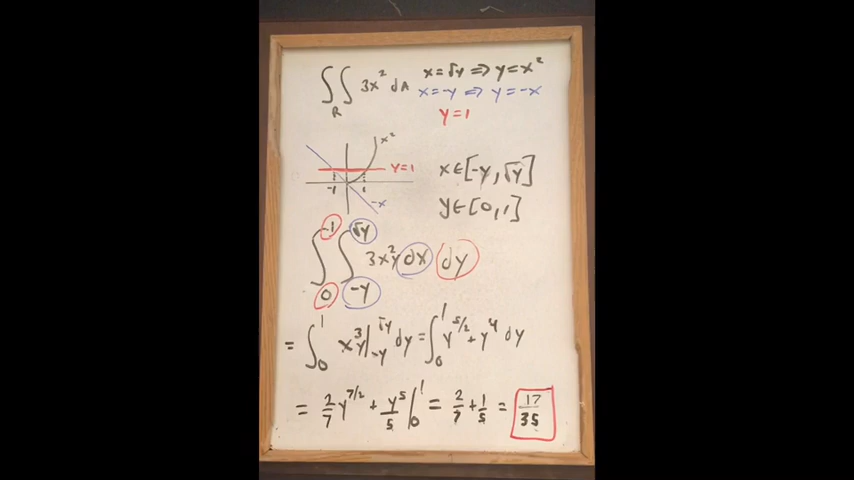 ∬_R 3x² dA x=√y ⇒ y=x²
x=-y ⇒ y=-x
y=1
x²
y=1
-1 1
-x
x∈[-y,√y]
y∈[0,1]
∫_0^1 ∫_{-y}^{√y} 3x²y dx dy
= ∫_0^1 x³y|_{-y}^{√y} dy = ∫_0^1 y^{5/2} + y⁴ dy
= 2/7 y^{7/2} + y⁵/5 |_0^1 = 2/7 + 1/5 = 17/35